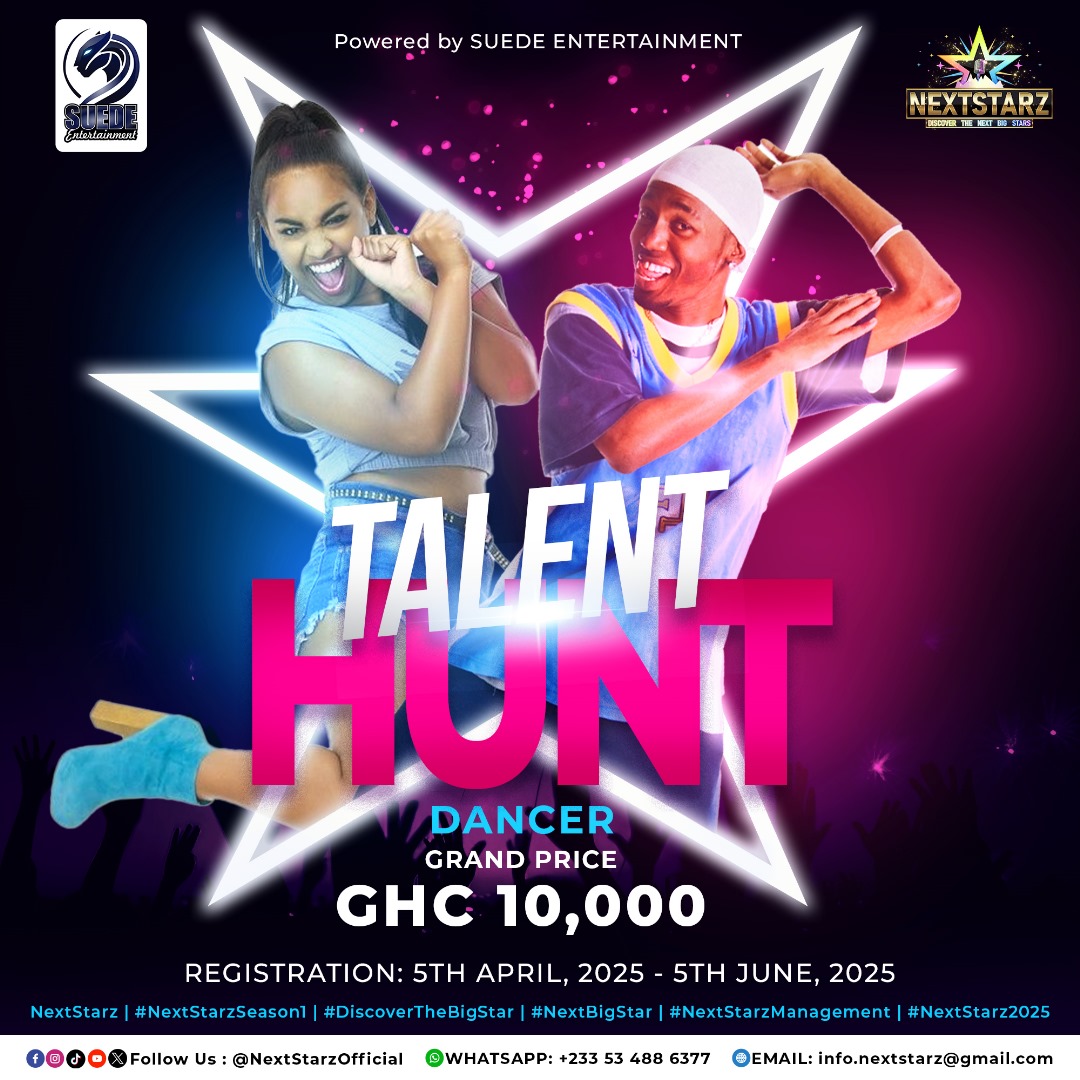 Powered by SUEDE ENTERTAINMENT
SUEDE
Entertainment
NEXTSTARZ
DISCOVER THE NEXT BIG STARS
TALENT
HUNT
DANCER
GRAND PRICE
GHC 10,000
REGISTRATION: 5TH APRIL, 2025 - 5TH JUNE, 2025
NextStarz | #NextStarzSeason1 | #DiscoverTheBigStar | #NextBigStar | #NextStarzManagement | #NextStarz2025
Follow Us : @NextStarzOfficial WHATSAPP: +233 53 488 6377 EMAIL: info.nextstarz@gmail.com